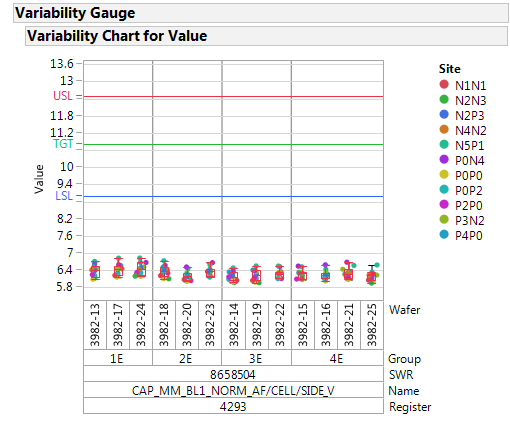 Variability Gauge
Variability Chart for Value
13.6
13
USL
11.8
11.2
TGT
10
9.4
LSL
8.2
7.6
7
6.4
5.8
Value
Site
N1N1
N2N3
N2P3
N4N2
N5P1
P0N4
P0P0
P0P2
P2P0
P3N2
P4P0
3982-13
3982-17
3982-24
3982-18
3982-20
3982-23
3982-14
3982-19
3982-22
3982-15
3982-16
3982-21
3982-25
Wafer
1E 2E 3E 4E Group
8658504 SWR
CAP_MM_BL1_NORM_AF/CELL/SIDE_V Name
4293 Register